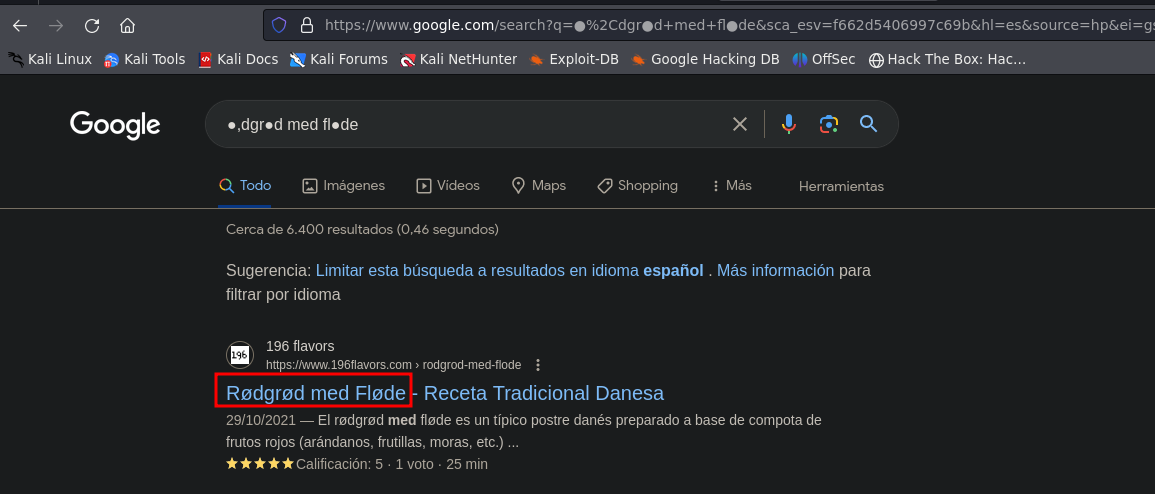 https://www.google.com/search?q=●%2Cdgr●d+med+fl●de&sca_esv=f662d5406997c69b&hl=es&source=hp&ei=gs
Kali Linux Kali Tools Kali Docs Kali Forums Kali NetHunter Exploit-DB Google Hacking DB OffSec Hack The Box: Hac…
Google
●,dgr●d med fl●de
Todo Imágenes Vídeos Maps Shopping Más Herramientas
Cerca de 6.400 resultados (0,46 segundos)
Sugerencia: Limitar esta búsqueda a resultados en idioma español . Más información para
filtrar por idioma
196 flavors
196
https://www.196flavors.com › rodgrod-med-flode
Rødgrød med Fløde - Receta Tradicional Danesa
29/10/2021 — El rødgrød med fløde es un típico postre danés preparado a base de compota de
frutos rojos (arándanos, frutillas, moras, etc.) ...
Calificación: 5 · 1 voto · 25 min